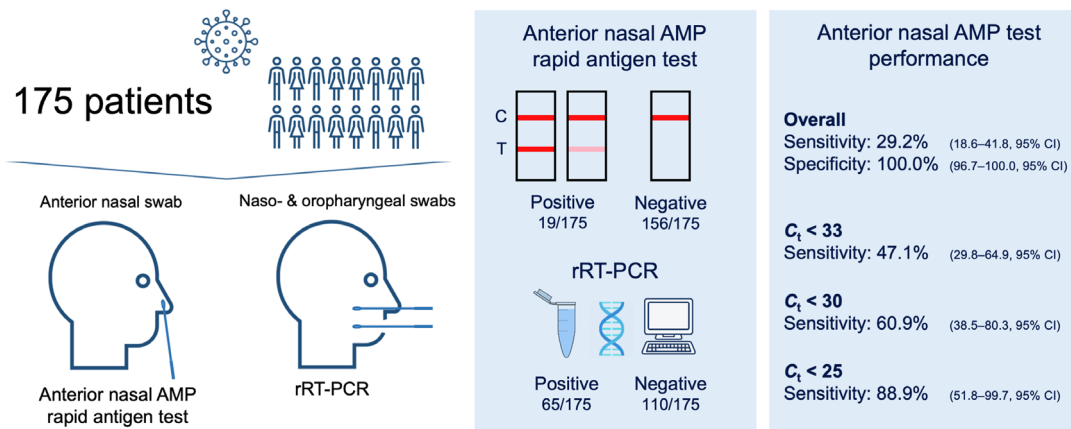 175 patients
Anterior nasal swab
Naso- & oropharyngeal swabs
Anterior nasal AMP
rapid antigen test
rRT-PCR
Anterior nasal AMP
rapid antigen test
C
T
Positive
19/175
Negative
156/175
rRT-PCR
Positive
65/175
Negative
110/175
Anterior nasal AMP test
performance
Overall
Sensitivity: 29.2% (18.6–41.8, 95% CI)
Specificity: 100.0% (96.7–100.0, 95% CI)
Ct < 33
Sensitivity: 47.1% (29.8–64.9, 95% CI)
Ct < 30
Sensitivity: 60.9% (38.5–80.3, 95% CI)
Ct < 25
Sensitivity: 88.9% (51.8–99.7, 95% CI)